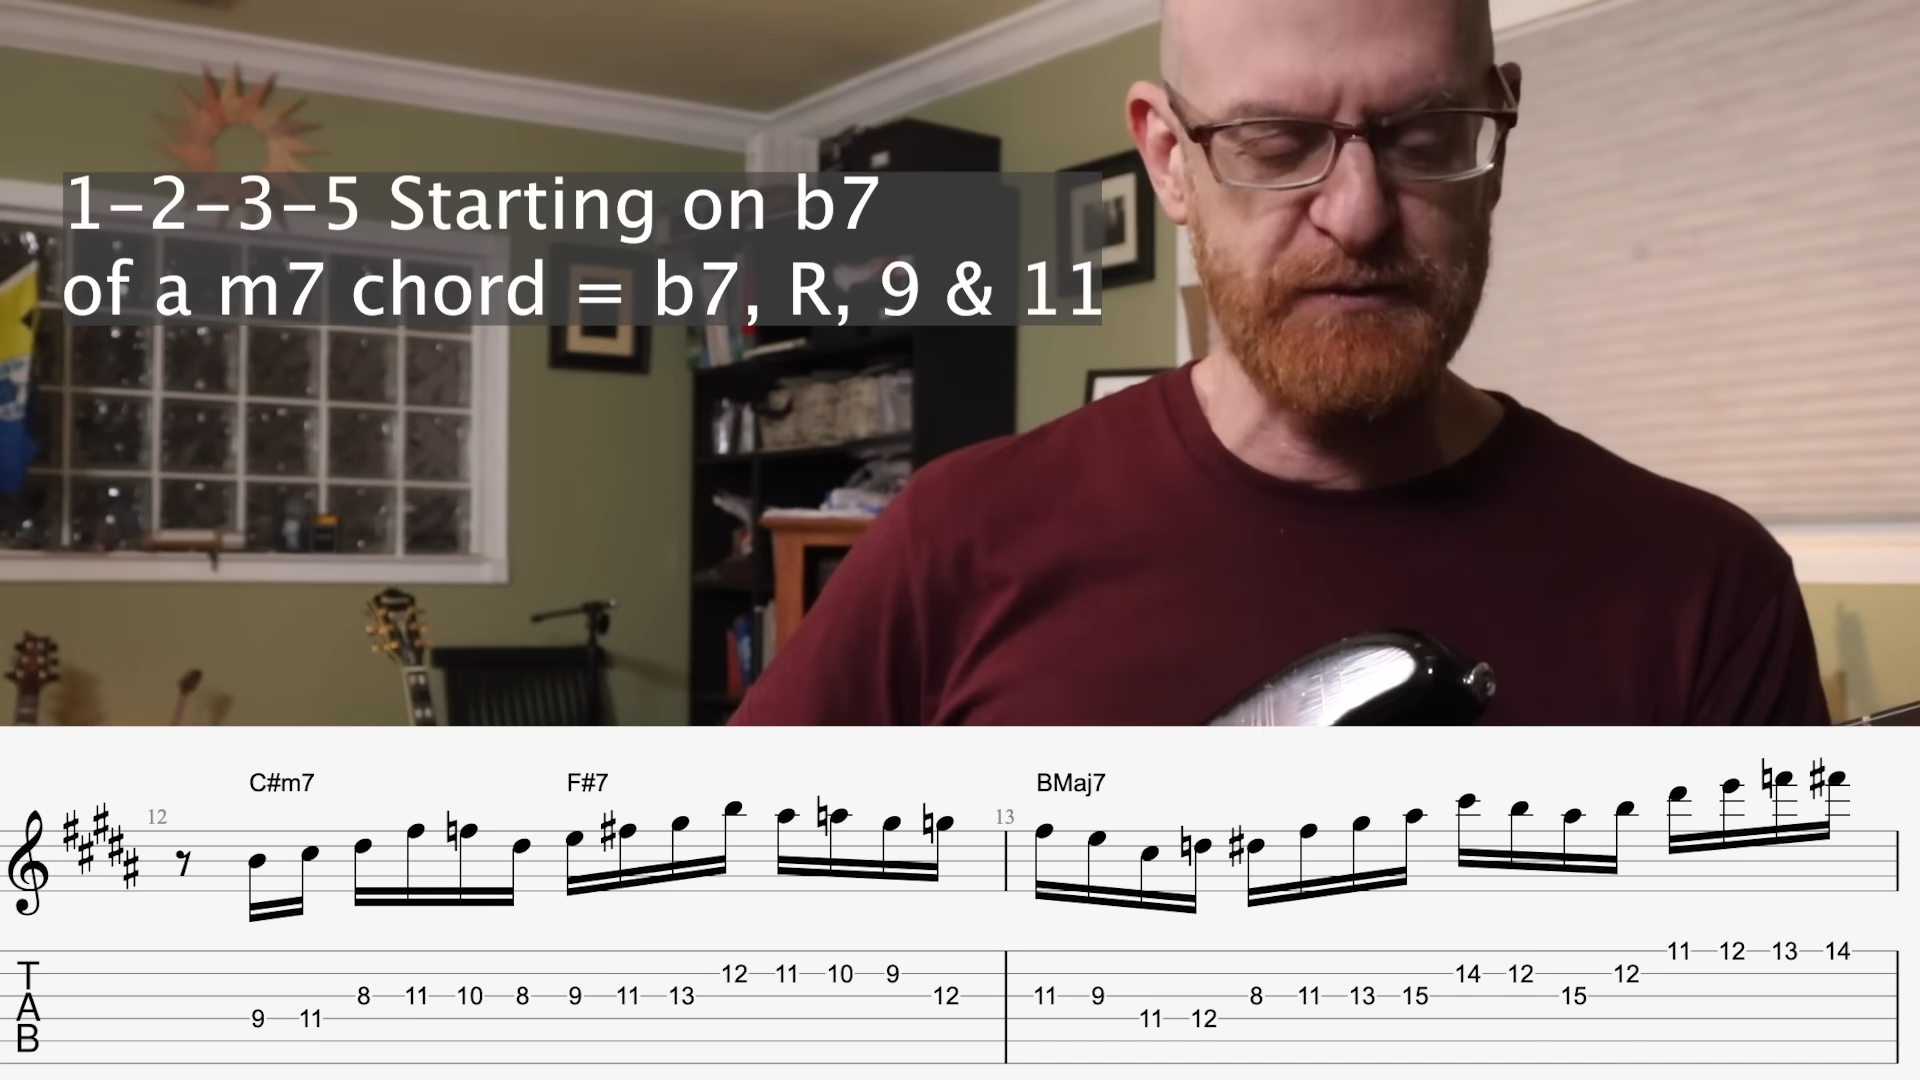 1-2-3-5 Starting on b7
of a m7 chord = b7, R, 9 & 11
C#m7 F#7 BMaj7
12 13
T
A
B
11 12 13 14
12 11 10 9 14 12 12
8 11 10 8 9 11 13 12 11 9 8 11 13 15 15
9 11 11 12